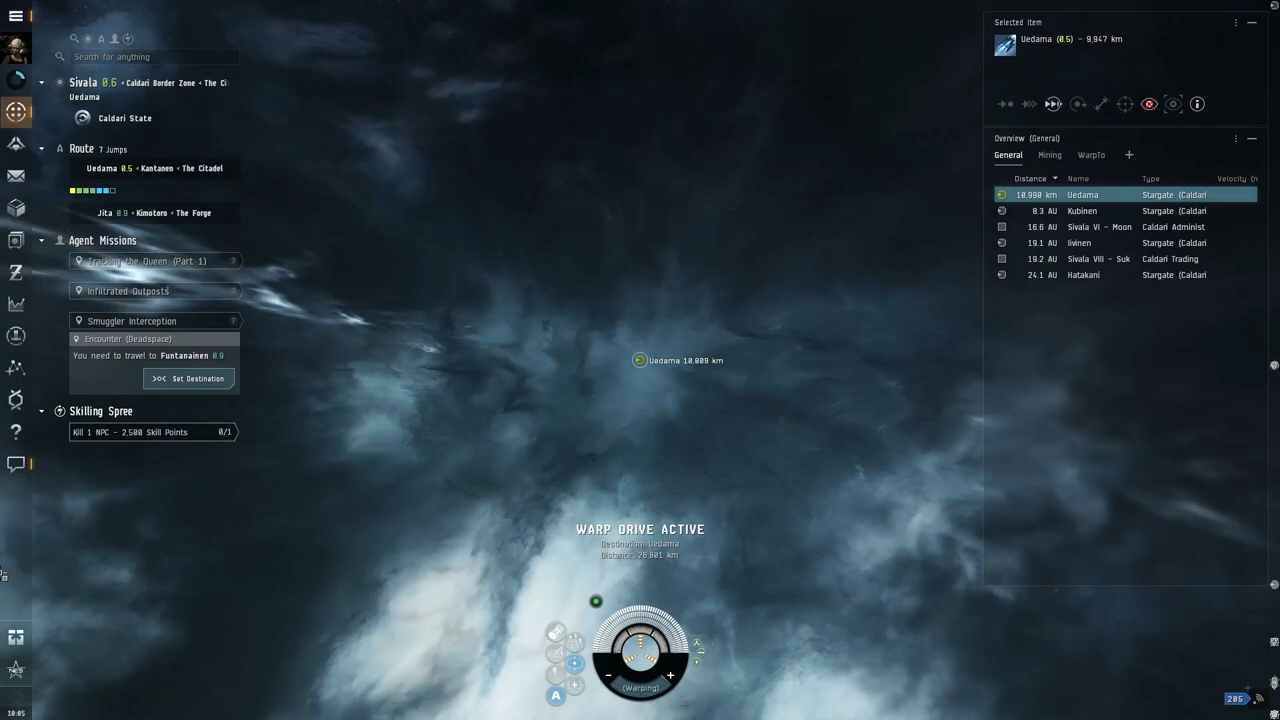 Search for anything
Sivala 0.6 < Caldari Border Zone < The Ci
Uedama
Caldari State
Route 7 Jumps
Uedama 0.5 < Kantanen < The Citadel
Jita 0.9 < Kimotoro < The Forge
Agent Missions
Tracking the Queen (Part 1) ?
Infiltrated Outposts ?
Smuggler Interception ?
Encounter (Deadspace)
You need to travel to Funtanainen 0.9
Set Destination
Skilling Spree
Kill 1 NPC - 2,500 Skill Points 0/1
NES
10:05
Uedama 10,809 km
WARP DRIVE ACTIVE
Destination: Uedama
Distance: 26,801 km
A
- +
(Warping)
Selected Item
Uedama (0.5) - 9,947 km
Overview (General)
General Mining WarpTo +
Distance Name Type Velocity (m
10,990 km Uedama Stargate (Caldari
8.3 AU Kubinen Stargate (Caldari
16.6 AU Sivala VI - Moon Caldari Administ
19.1 AU Iivinen Stargate (Caldari
19.2 AU Sivala VIII - Suk Caldari Trading
24.1 AU Hatakani Stargate (Caldari
205